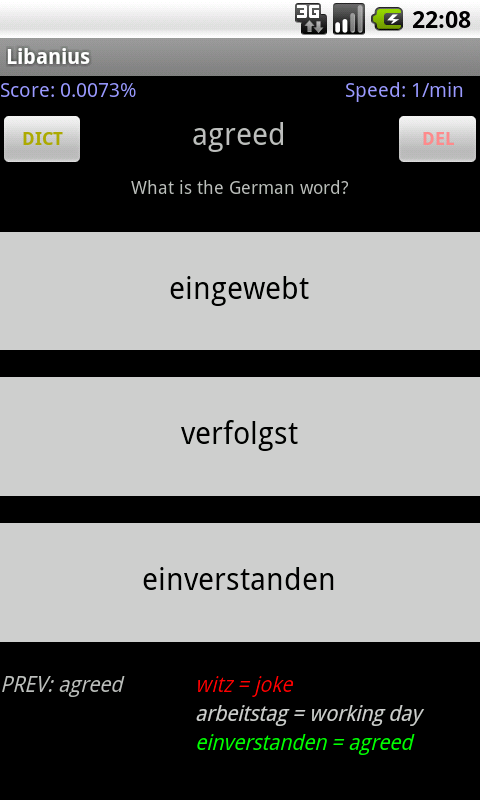 3G 22:08
Libanius
Score: 0.0073% Speed: 1/min
DICT agreed DEL
What is the German word?
eingewebt
verfolgst
einverstanden
PREV: agreed witz = joke
arbeitstag = working day
einverstanden = agreed